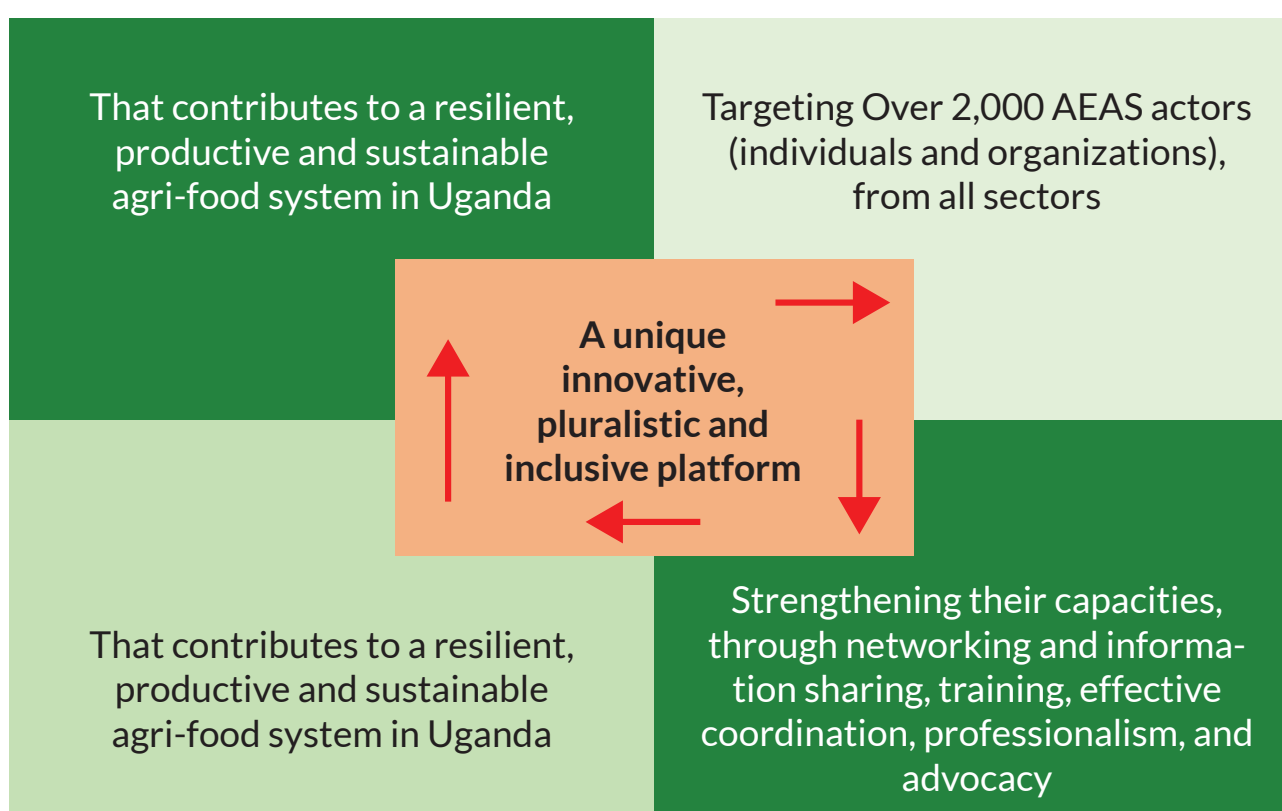 That contributes to a resilient,
productive and sustainable
agri-food system in Uganda
Targeting Over 2,000 AEAS actors
(individuals and organizations),
from all sectors
A unique
innovative,
pluralistic and
inclusive platform
That contributes to a resilient,
productive and sustainable
agri-food system in Uganda
Strengthening their capacities,
through networking and informa-
tion sharing, training, effective
coordination, professionalism, and
advocacy